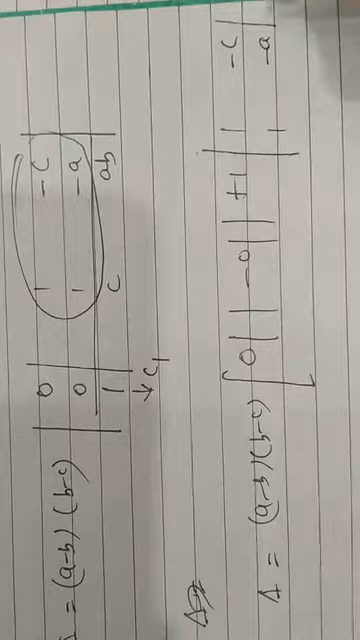 Δ = (a-b) (b-c) | 0 1 -c |
| 0 1 -a |
| 1 c ab |
↓ C₁
Δ = (a-b) (b-c) [ 0 | | - 0 | | + 1 | 1 -c |
| 1 -a |